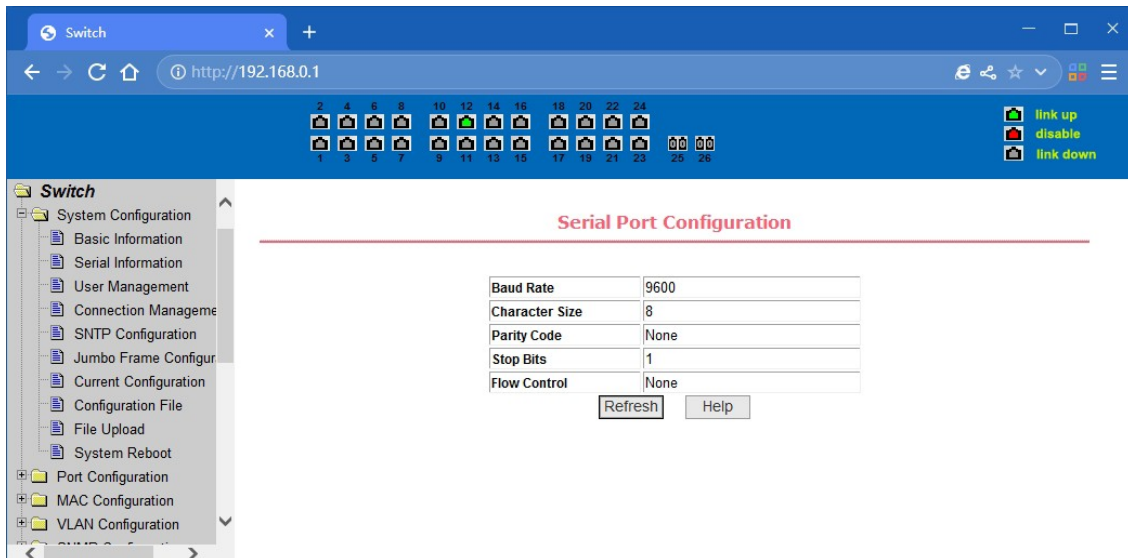 Switch
http://192.168.0.1
2 4 6 8 10 12 14 16 18 20 22 24
1 3 5 7 9 11 13 15 17 19 21 23 25 26
link up
disable
link down
Switch
System Configuration
Basic Information
Serial Information
User Management
Connection Manageme
SNTP Configuration
Jumbo Frame Configur
Current Configuration
Configuration File
File Upload
System Reboot
Port Configuration
MAC Configuration
VLAN Configuration
Serial Port Configuration
Baud Rate 9600
Character Size 8
Parity Code None
Stop Bits 1
Flow Control None
Refresh Help